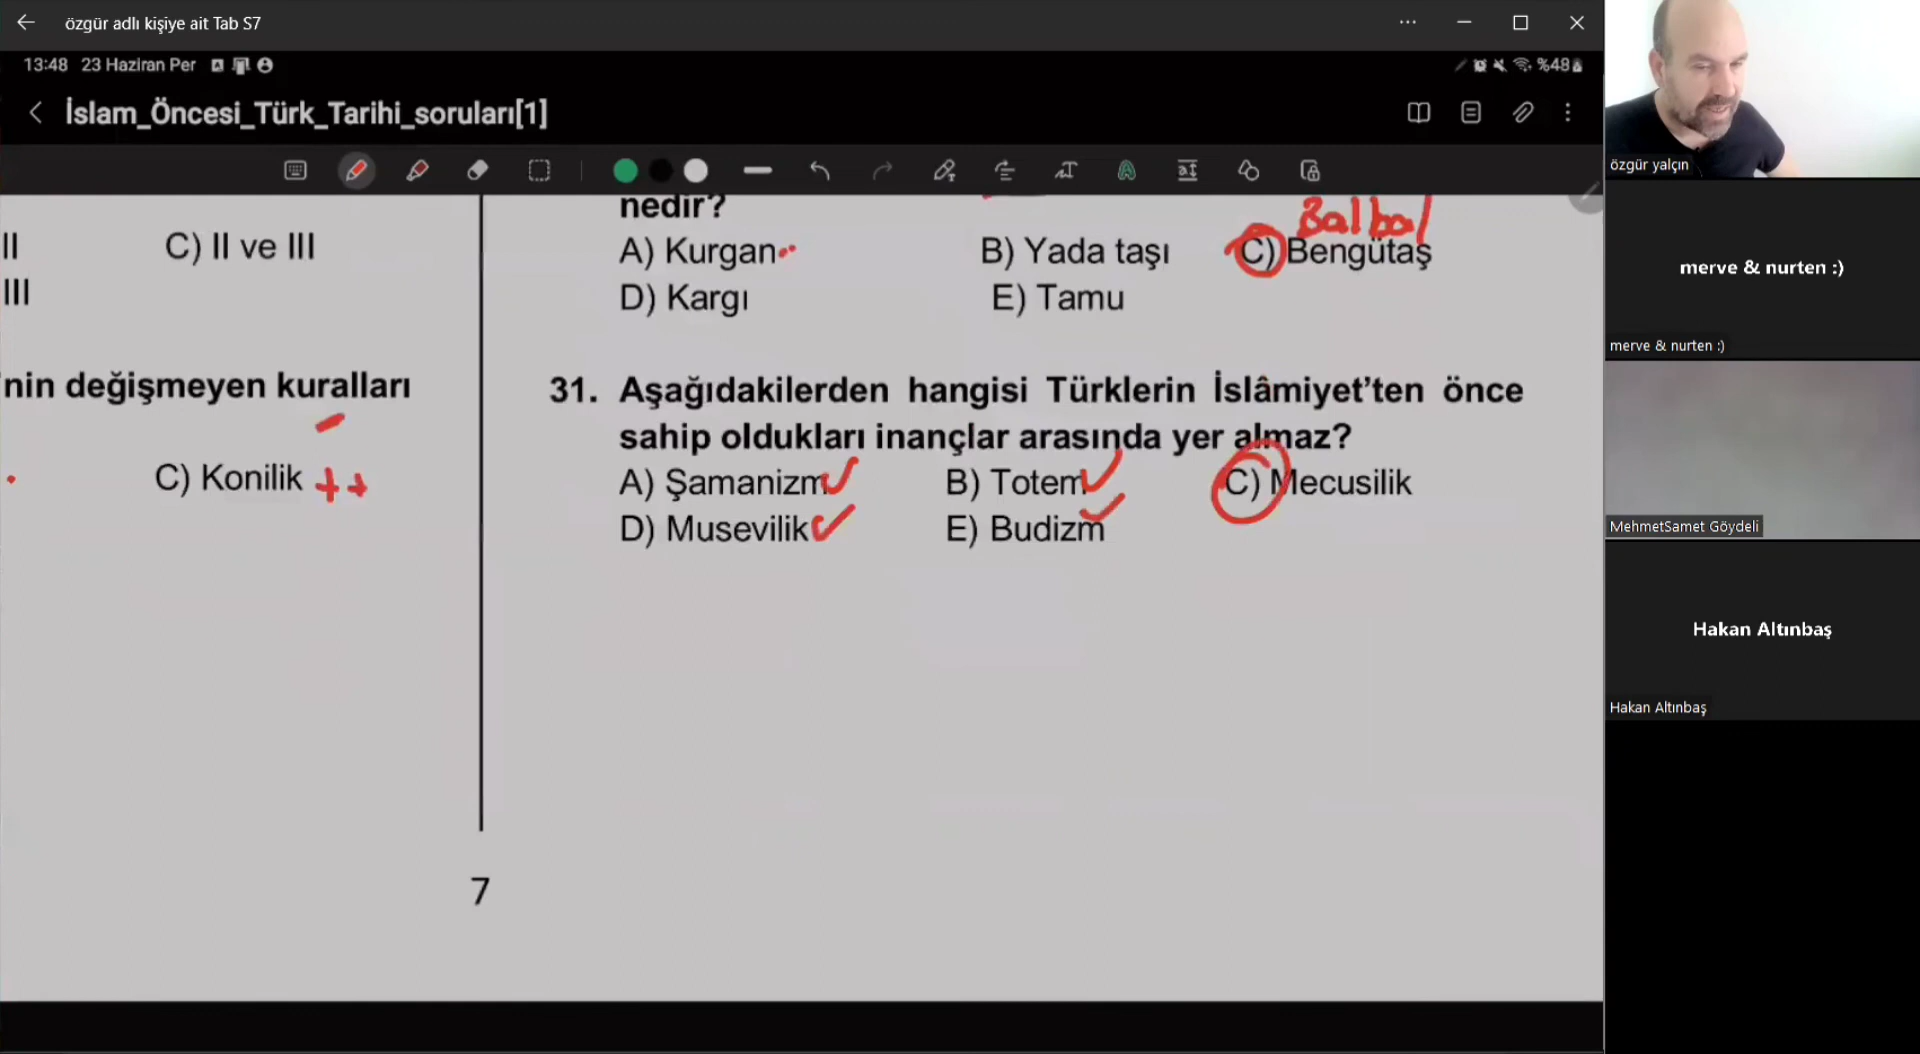 özgür adlı kişiye ait Tab S7
13:48 23 Haziran Per
%48
İslam_Öncesi_Türk_Tarihi_soruları[1]
nedir?
Balbal
II C) II ve III
III
A) Kurgan B) Yada taşı C) Bengütaş
D) Kargı E) Tamu
'nin değişmeyen kuralları
C) Konilik ++
31. Aşağıdakilerden hangisi Türklerin İslâmiyet'ten önce
sahip oldukları inançlar arasında yer almaz?
A) Şamanizm B) Totem C) Mecusilik
D) Musevilik E) Budizm
7
özgür yalçın
merve & nurten :)
merve & nurten :)
MehmetSamet Göydeli
Hakan Altınbaş
Hakan Altınbaş